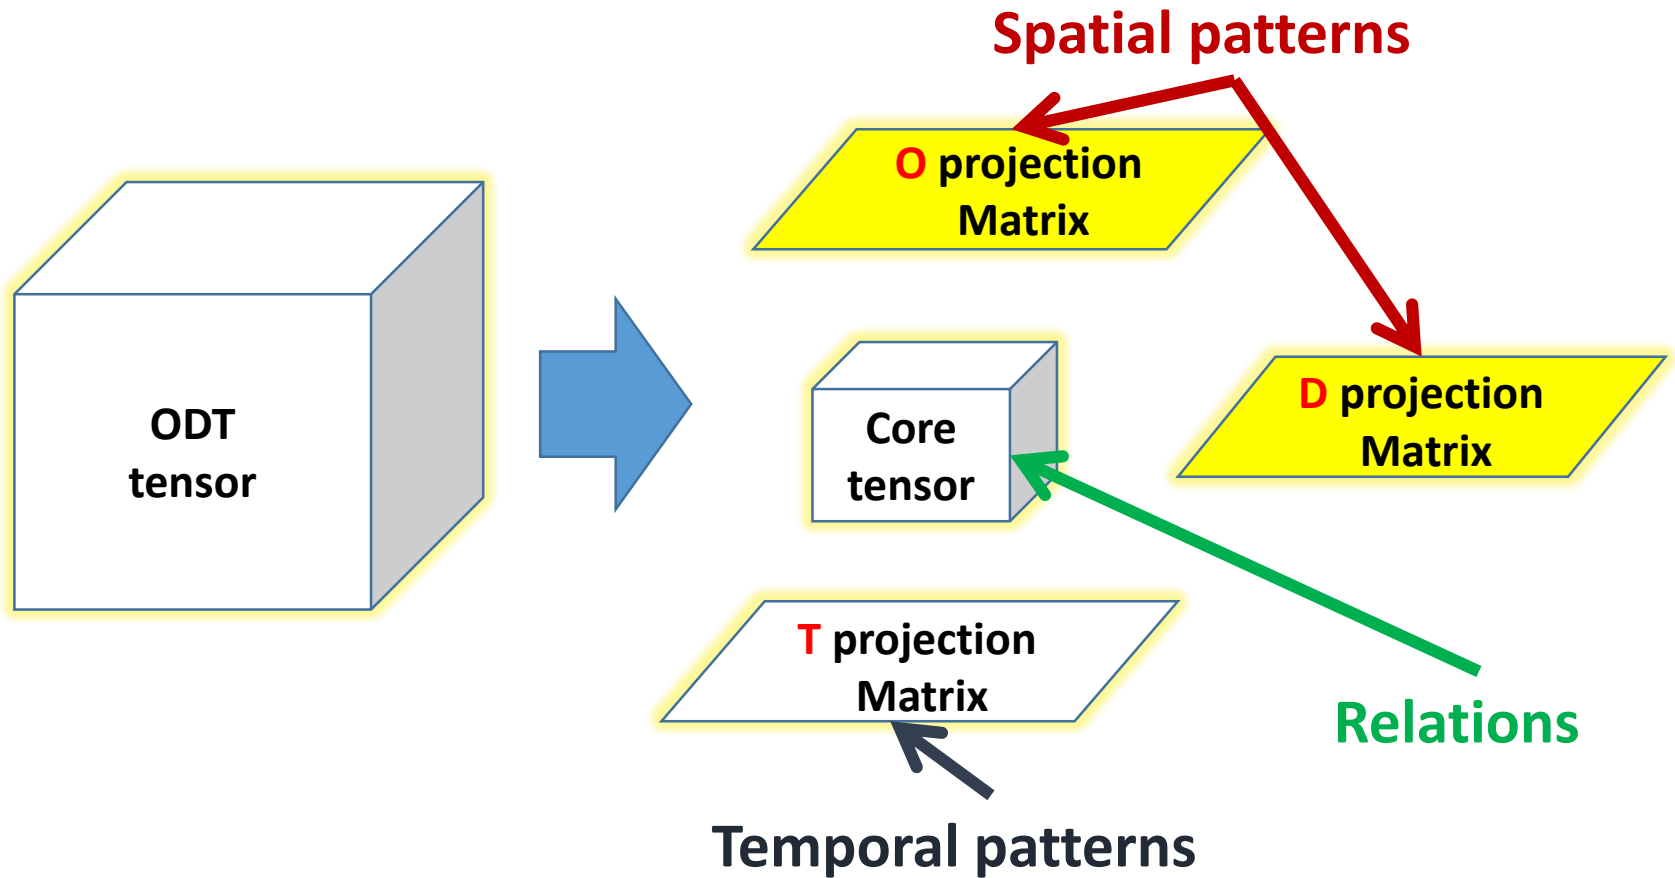 Spatial patterns
O projection
Matrix
ODT
tensor
Core
tensor
D projection
Matrix
T projection
Matrix
Relations
Temporal patterns